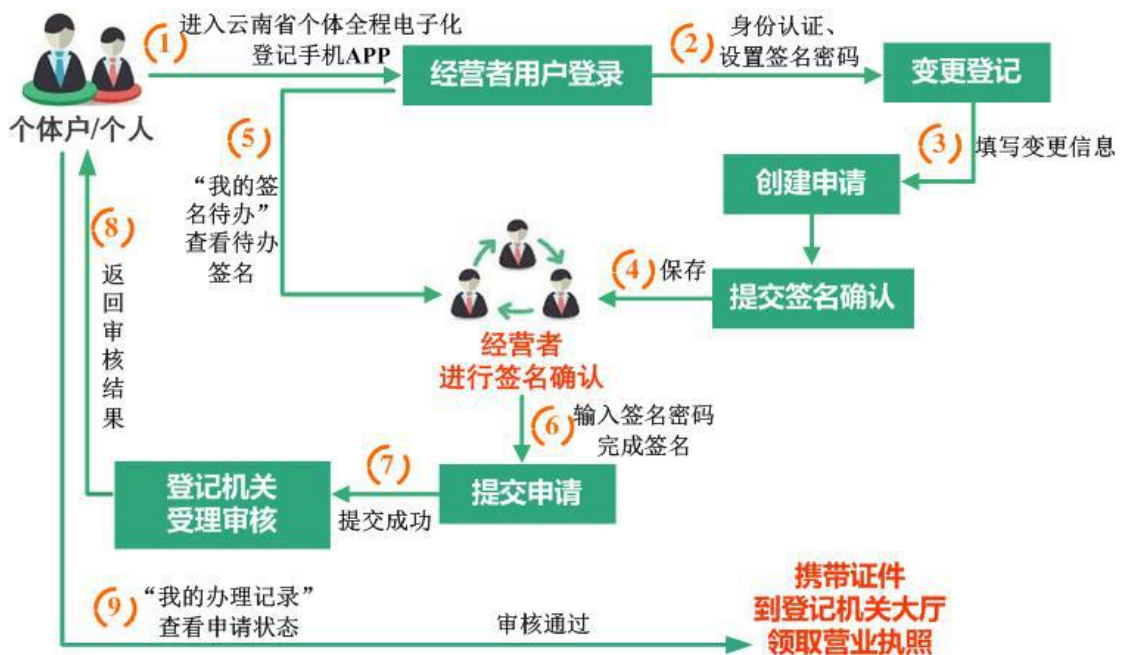 1
进入云南省个体全程电子化
登记手机APP
经营者用户登录
2
身份认证、
设置签名密码
变更登记
个体户/个人
3
填写变更信息
创建申请
提交签名确认
4
保存
5
“我的签
名待办”
查看待办
签名
经营者
进行签名确认
6
输入签名密码
完成签名
提交申请
7
提交成功
登记机关
受理审核
8
返
回
审
核
结
果
9
“我的办理记录”
查看申请状态
审核通过
携带证件
到登记机关大厅
领取营业执照